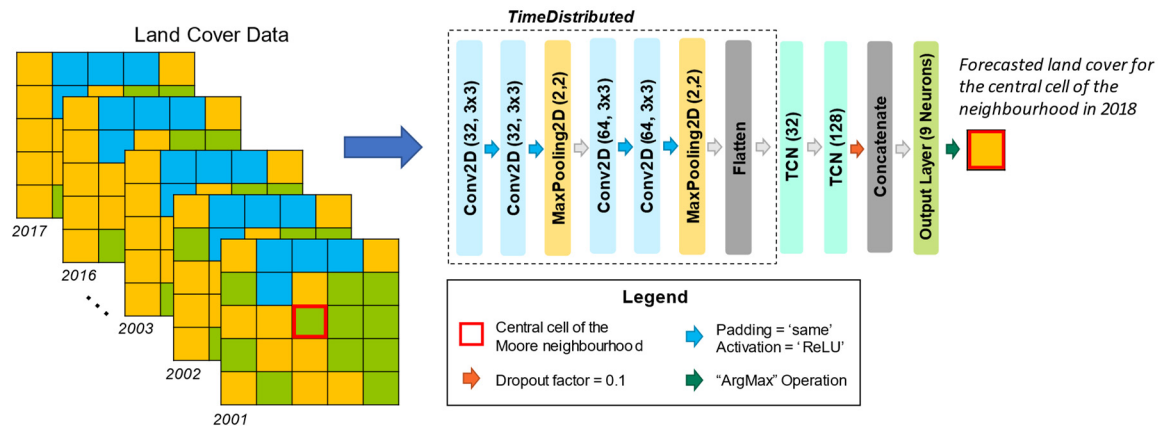 Land Cover Data
2017
2016
2003
2002
2001
TimeDistributed
Conv2D (32, 3x3)
Conv2D (32, 3x3)
MaxPooling2D (2,2)
Conv2D (64, 3x3)
Conv2D (64, 3x3)
MaxPooling2D (2,2)
Flatten
TCN (32)
TCN (128)
Concatenate
Output Layer (9 Neurons)
Forecasted land cover for
the central cell of the
neighbourhood in 2018
Legend
Central cell of the
Moore neighbourhood
Dropout factor = 0.1
Padding = ‘same’
Activation = ‘ReLU’
“ArgMax” Operation